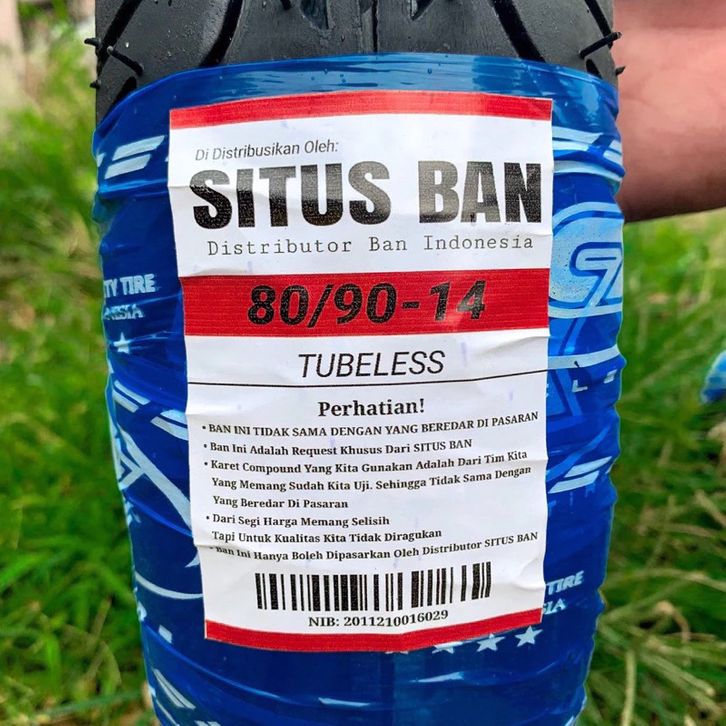 Di Distribusikan Oleh:
SITUS BAN
Distributor Ban Indonesia
80/90-14
TUBELESS
Perhatian!
• BAN INI TIDAK SAMA DENGAN YANG BEREDAR DI PASARAN
• Ban Ini Adalah Request Khusus Dari SITUS BAN
• Karet Compound Yang Kita Gunakan Adalah Dari Tim Kita
Yang Memang Sudah Kita Uji. Sehingga Tidak Sama Dengan
Yang Beredar Di Pasaran
• Dari Segi Harga Memang Selisih
Tapi Untuk Kualitas Kita Tidak Diragukan
• Ban Ini Hanya Boleh Dipasarkan Oleh Distributor SITUS BAN
NIB: 2011210016029
TIRE
TIRE